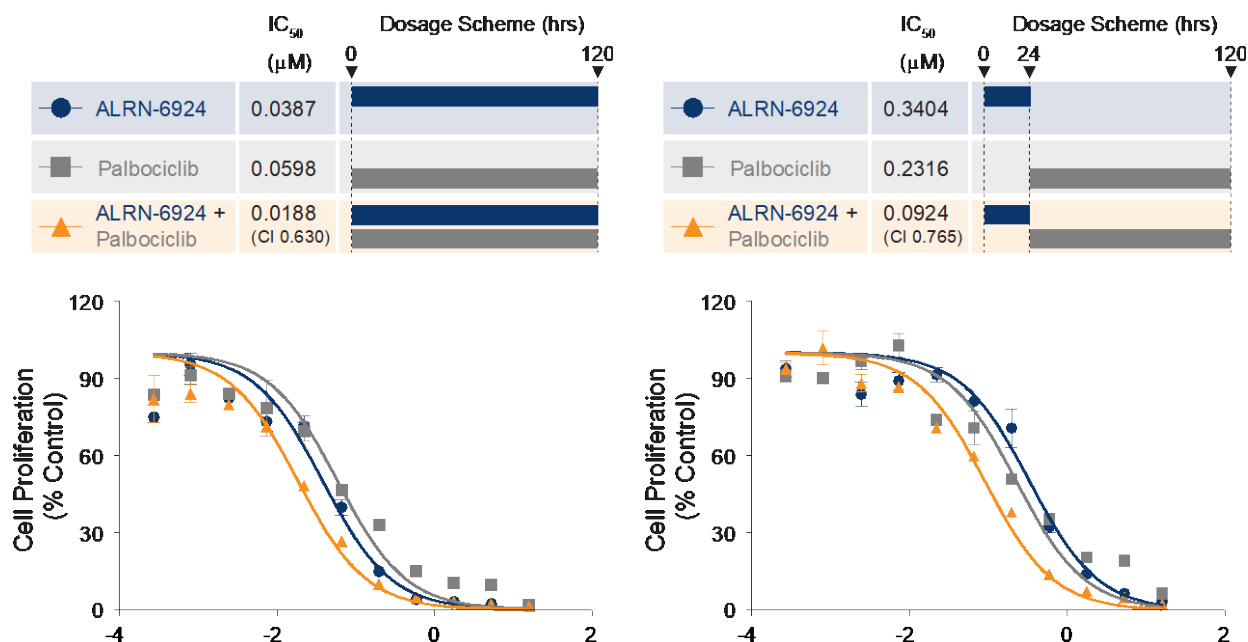 IC50 Dosage Scheme (hrs)
(μM) 0 120
ALRN-6924 0.0387
Palbociclib 0.0598
ALRN-6924 + 0.0188
Palbociclib (CI 0.630)
IC50 Dosage Scheme (hrs)
(μM) 0 24 120
ALRN-6924 0.3404
Palbociclib 0.2316
ALRN-6924 + 0.0924
Palbociclib (CI 0.765)
Cell Proliferation
(% Control)
120
90
60
30
0
-4 -2 0 2
Cell Proliferation
(% Control)
120
90
60
30
0
-4 -2 0 2